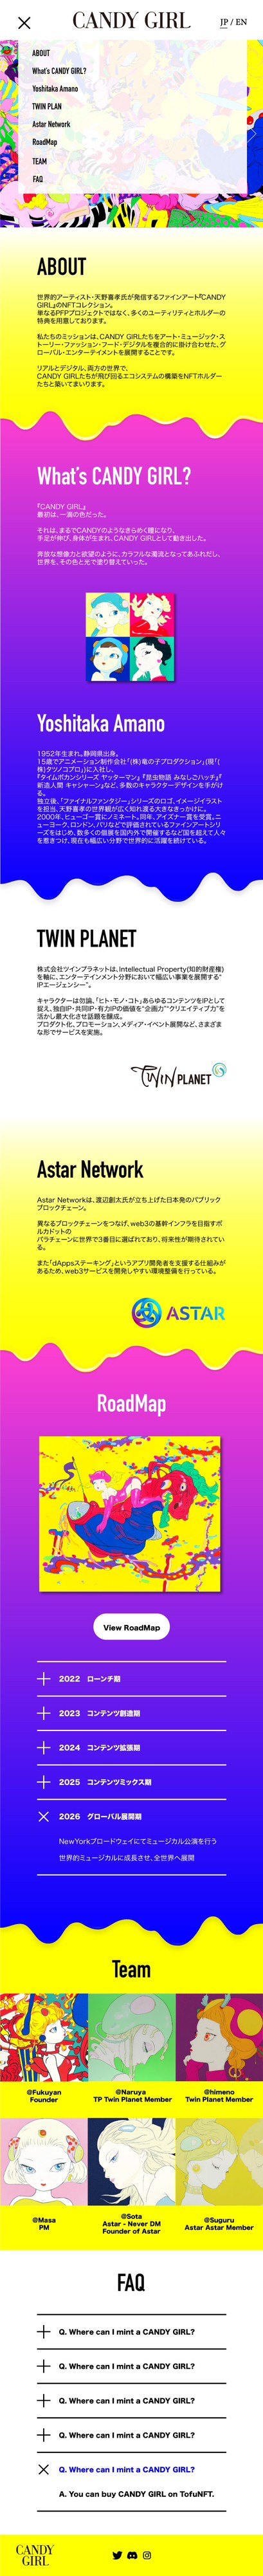 CANDY GIRL
JP / EN
ABOUT
What's CANDY GIRL?
Yoshitaka Amano
TWIN PLAN
Astar Network
RoadMap
TEAM
FAQ
ABOUT
世界的アーティスト・天野喜孝氏が発信するファインアート『CANDY
GIRL』のNFTコレクション。
単なるPFPプロジェクトではなく、多くのユーティリティとホルダーの
特典を用意しております。
私たちのミッションは、CANDY GIRLたちをアート・ミュージック・ス
トーリー・ファッション・フード・デジタルを複合的に掛け合わせた、グ
ローバル・エンターテイメントを展開することです。
リアルとデジタル、両方の世界で、
CANDY GIRLたちが飛び回るエコシステムの構築をNFTホルダー
たちと築いてまいります。
What's CANDY GIRL?
『CANDY GIRL』
最初は、一滴の色だった。
それは、まるでCANDYのようなきらめく瞳になり、
手足が伸び、身体が生まれ、CANDY GIRLとして動き出した。
奔放な想像力と欲望のように、カラフルな濁流となってあふれだし、
世界を、その色と光で塗り替えていった。
Yoshitaka Amano
1952年生まれ。静岡県出身。
15歳でアニメーション制作会社「(株)竜の子プロダクション」(現「(
株)タツノコプロ」)に入社し、
『タイムボカンシリーズ ヤッターマン』『昆虫物語 みなしごハッチ』『
新造人間 キャシャーン』など、多数のキャラクターデザインを手がけ
る。
独立後、「ファイナルファンタジー」シリーズのロゴ、イメージイラスト
を担当、天野喜孝の世界観が広く知れ渡る大きなきっかけに。
2000年、ヒューゴー賞にノミネート。同年、アイズナー賞を受賞。ニ
ューヨーク、ロンドン、パリなどで評価されているファインアートシリ
ーズをはじめ、数多くの個展を国内外で開催するなど国を超えて人々
を惹きつけ、現在も幅広い分野で世界的に活躍を続けている。
TWIN PLANET
株式会社ツインプラネットは、Intellectual Property(知的財産権)
を軸に、エンターテインメント分野において幅広い事業を展開する"
IPエージェンシー"。
キャラクターは勿論、「ヒト・モノ・コト」あらゆるコンテンツをIPとして
捉え、独自IP・共同IP・有力IPの価値を"企画力""クリエイティブ力"を
活かし最大化させ話題を醸成。
プロダクト化、プロモーション、メディア・イベント展開など、さまざま
な形でサービスを実施。
TWIN PLANET
Astar Network
Astar Networkは、渡辺創太氏が立ち上げた日本発のパブリック
ブロックチェーン。
異なるブロックチェーンをつなげ、web3の基幹インフラを目指すポ
ルカドットの
パラチェーンに世界で3番目に選ばれており、将来性が期待されてい
る。
また「dAppsステーキング」というアプリ開発者を支援する仕組みが
あるため、web3サービスを開発しやすい環境整備を行っている。
ASTAR
RoadMap
View RoadMap
2022 ローンチ期
2023 コンテンツ創造期
2024 コンテンツ拡張期
2025 コンテンツミックス期
2026 グローバル展開期
NewYorkブロードウェイにてミュージカル公演を行う
世界的ミュージカルに成長させ、全世界へ展開
Team
@Fukuyan
Founder
@Naruya
TP Twin Planet Member
@himeno
Twin Planet Member
@Masa
PM
@Sota
Astar - Never DM
Founder of Astar
@Suguru
Astar Astar Member
FAQ
Q. Where can I mint a CANDY GIRL?
Q. Where can I mint a CANDY GIRL?
Q. Where can I mint a CANDY GIRL?
Q. Where can I mint a CANDY GIRL?
Q. Where can I mint a CANDY GIRL?
A. You can buy CANDY GIRL on TofuNFT.
CANDY
GIRL